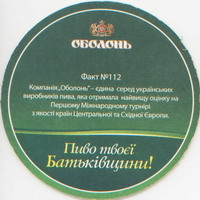 ОБОЛОНЬ
Факт №112
Компанія „Оболонь" – єдина серед українських
виробників пива, яка отримала найвищу оцінку на
Першому Міжнародному турнірі
з якості країн Центральної та Східної Європи.
Пиво твоєї
Батьківщини!